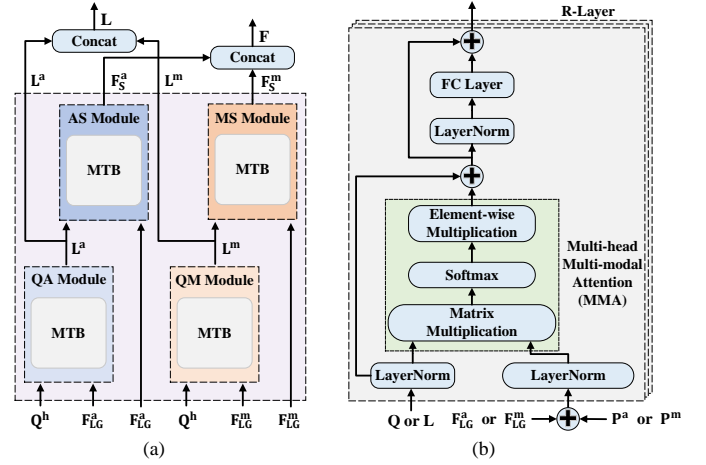 L
F
Concat
Concat
L^a
F_S^a
L^m
F_S^m
AS Module
MS Module
MTB
MTB
L^a
L^m
QA Module
QM Module
MTB
MTB
Q^h
F_LG^a
F_LG^a
Q^h
F_LG^m
F_LG^m
(a)
R-Layer
FC Layer
LayerNorm
Element-wise
Multiplication
Softmax
Matrix
Multiplication
Multi-head
Multi-modal
Attention
(MMA)
LayerNorm
LayerNorm
Q or L
F_LG^a or F_LG^m
P^a or P^m
(b)